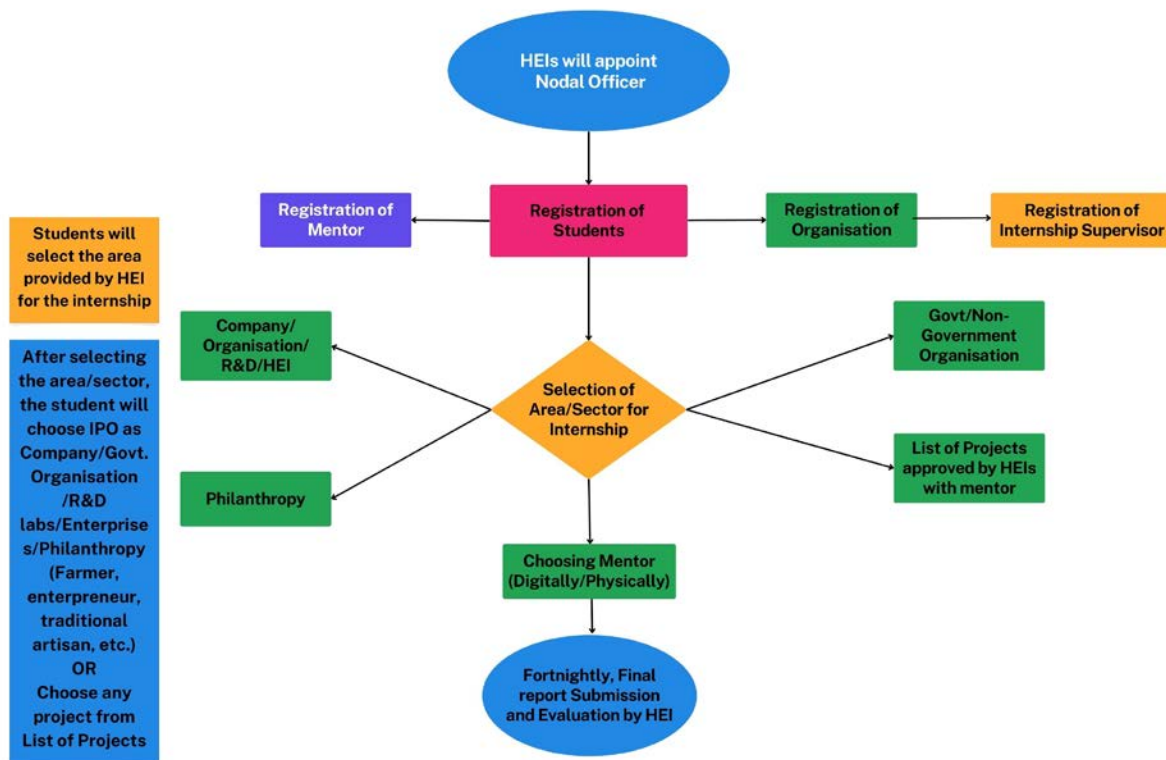 HEIs will appoint
Nodal Officer
Registration of
Mentor
Registration of
Students
Registration of
Organisation
Registration of
Internship Supervisor
Students will
select the area
provided by HEI
for the internship
Company/
Organisation/
R&D/HEI
Govt/Non-
Government
Organisation
Selection of
Area/Sector for
Internship
Philanthropy
List of Projects
approved by HEIs
with mentor
After selecting
the area/sector,
the student will
choose IPO as
Company/Govt.
Organisation
/R&D
labs/Enterprise
s/Philanthropy
(Farmer,
enterpreneur,
traditional
artisan, etc.)
OR
Choose any
project from
List of Projects
Choosing Mentor
(Digitally/Physically)
Fortnightly, Final
report Submission
and Evaluation by HEI